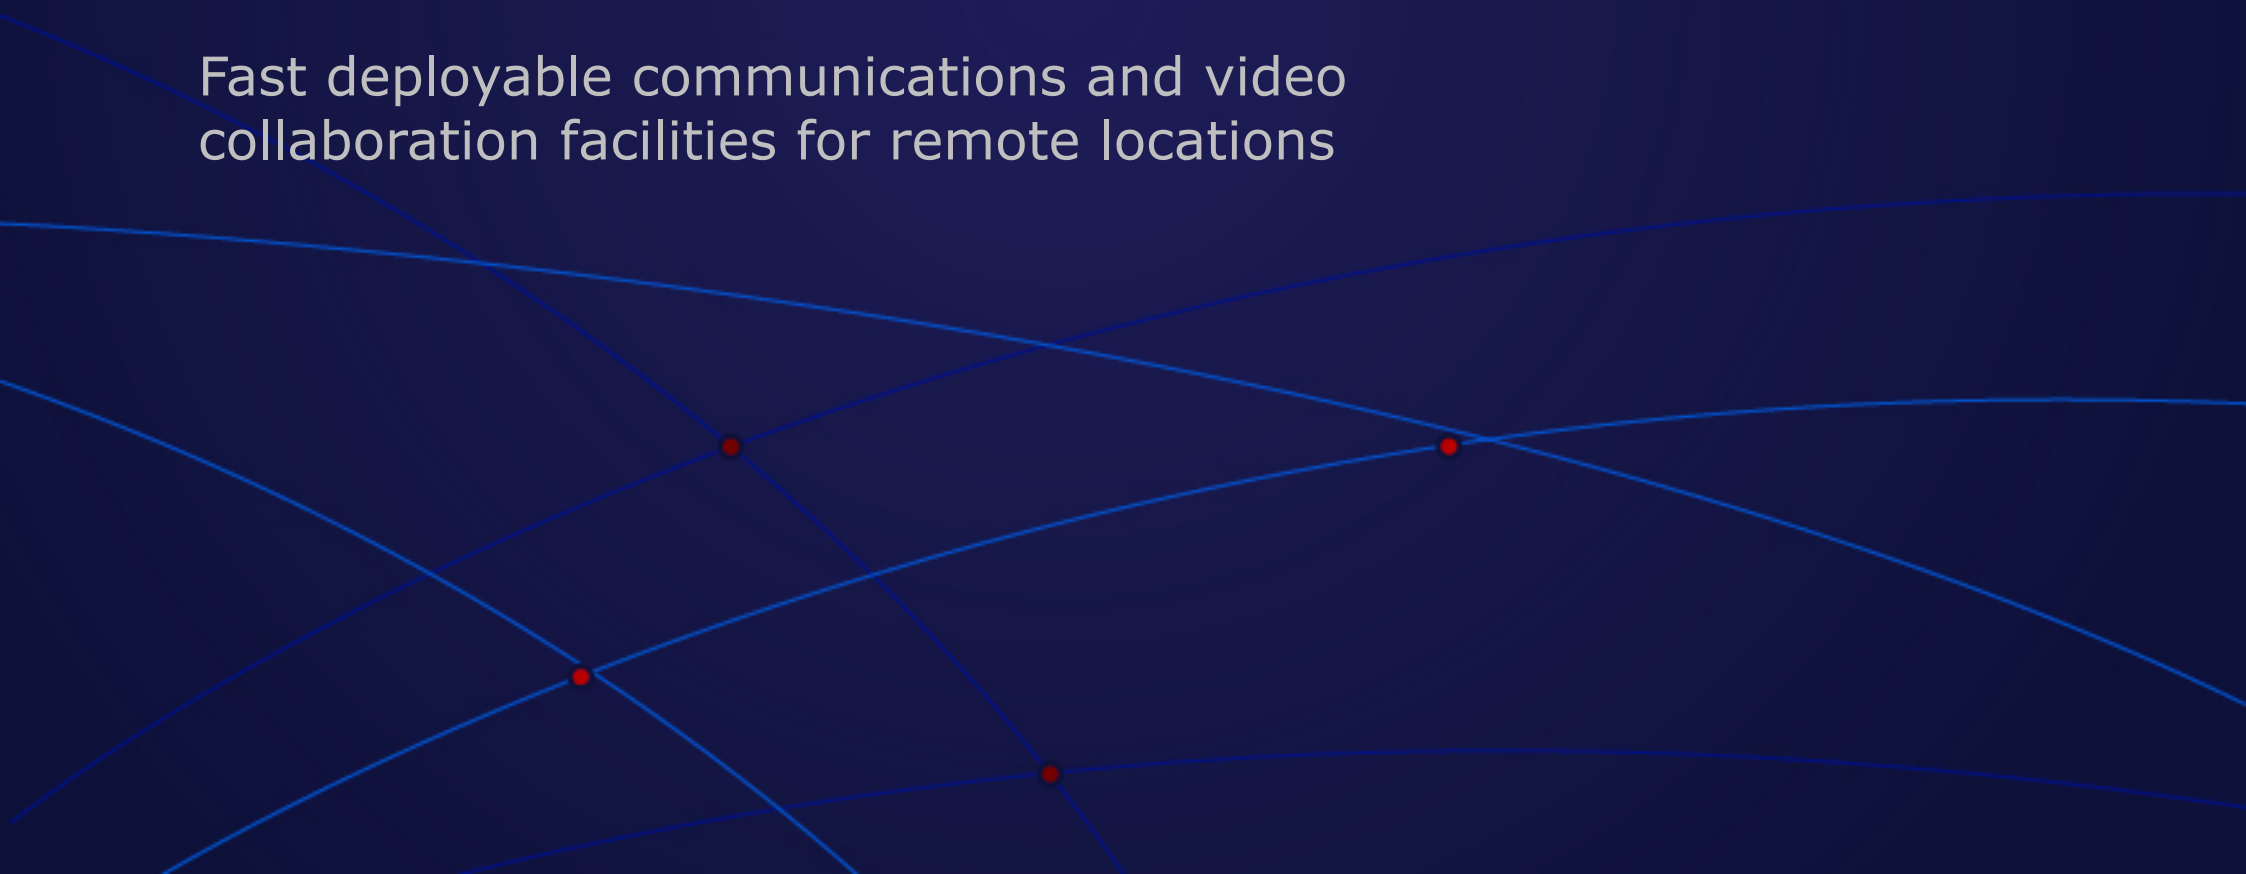 Fast deployable communications and video
collaboration facilities for remote locations